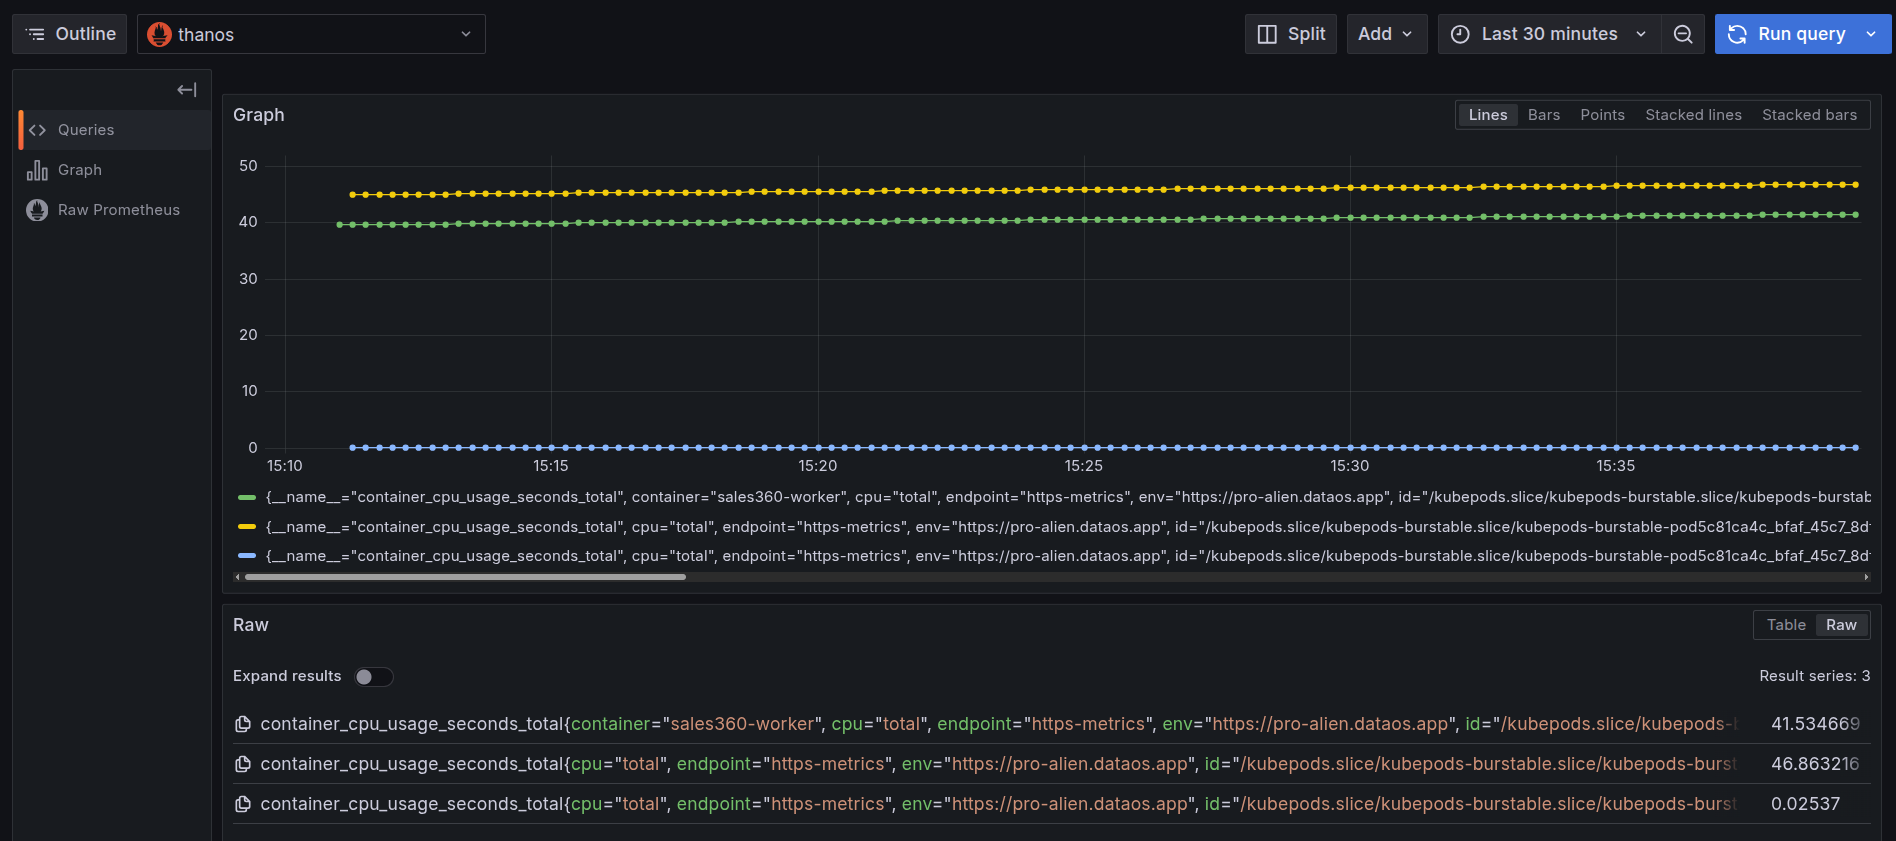 Outline
thanos
Split
Add
Last 30 minutes
Run query
Queries
Graph
Raw Prometheus
Graph
Lines Bars Points Stacked lines Stacked bars
50
40
30
20
10
0
15:10 15:15 15:20 15:25 15:30 15:35
{__name__="container_cpu_usage_seconds_total", container="sales360-worker", cpu="total", endpoint="https-metrics", env="https://pro-alien.dataos.app", id="/kubepods.slice/kubepods-burstable.slice/kubepods-burstab
{__name__="container_cpu_usage_seconds_total", cpu="total", endpoint="https-metrics", env="https://pro-alien.dataos.app", id="/kubepods.slice/kubepods-burstable.slice/kubepods-burstable-pod5c81ca4c_bfaf_45c7_8d
{__name__="container_cpu_usage_seconds_total", cpu="total", endpoint="https-metrics", env="https://pro-alien.dataos.app", id="/kubepods.slice/kubepods-burstable.slice/kubepods-burstable-pod5c81ca4c_bfaf_45c7_8d
Raw
Table Raw
Expand results
Result series: 3
container_cpu_usage_seconds_total{container="sales360-worker", cpu="total", endpoint="https-metrics", env="https://pro-alien.dataos.app", id="/kubepods.slice/kubepods- 41.534669
container_cpu_usage_seconds_total{cpu="total", endpoint="https-metrics", env="https://pro-alien.dataos.app", id="/kubepods.slice/kubepods-burstable.slice/kubepods-burst 46.863216
container_cpu_usage_seconds_total{cpu="total", endpoint="https-metrics", env="https://pro-alien.dataos.app", id="/kubepods.slice/kubepods-burstable.slice/kubepods-burst 0.02537